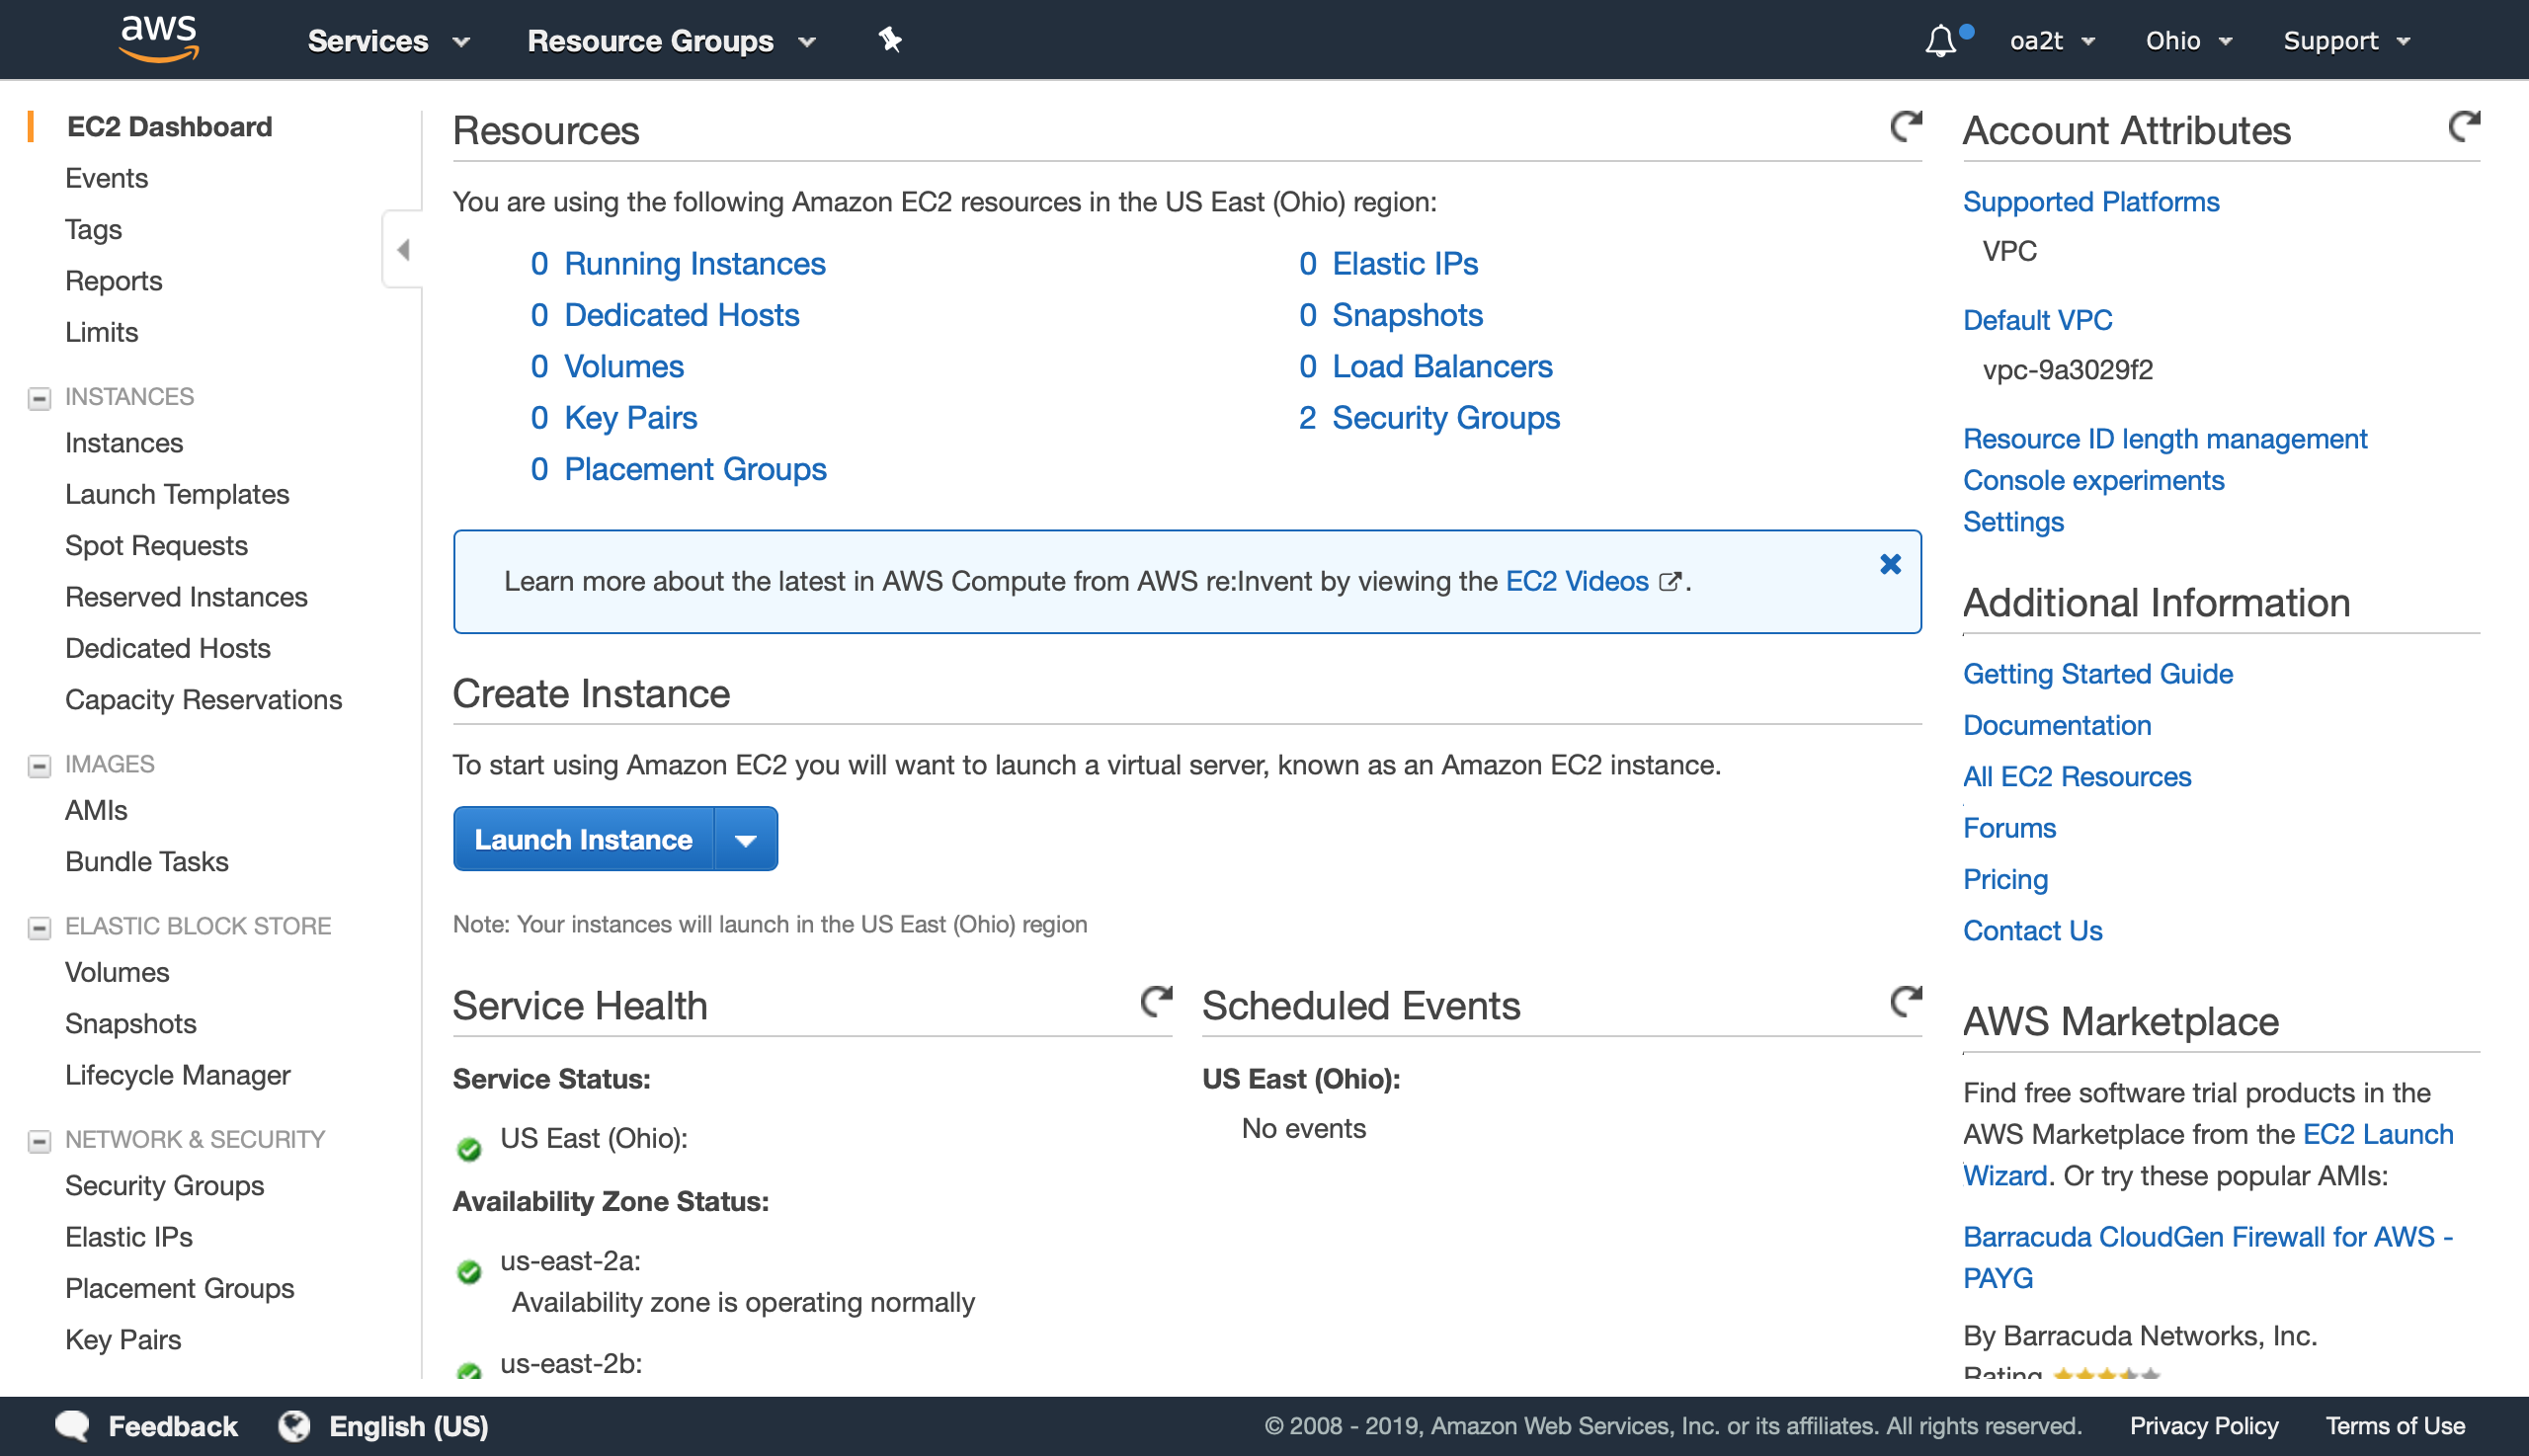 aws
Services
Resource Groups
oa2t
Ohio
Support
EC2 Dashboard
Events
Tags
Reports
Limits
INSTANCES
Instances
Launch Templates
Spot Requests
Reserved Instances
Dedicated Hosts
Capacity Reservations
IMAGES
AMIs
Bundle Tasks
ELASTIC BLOCK STORE
Volumes
Snapshots
Lifecycle Manager
NETWORK & SECURITY
Security Groups
Elastic IPs
Placement Groups
Key Pairs
Resources
You are using the following Amazon EC2 resources in the US East (Ohio) region:
0 Running Instances
0 Dedicated Hosts
0 Volumes
0 Key Pairs
0 Placement Groups
0 Elastic IPs
0 Snapshots
0 Load Balancers
2 Security Groups
Learn more about the latest in AWS Compute from AWS re:Invent by viewing the EC2 Videos.
Create Instance
To start using Amazon EC2 you will want to launch a virtual server, known as an Amazon EC2 instance.
Launch Instance
Note: Your instances will launch in the US East (Ohio) region
Service Health
Service Status:
US East (Ohio):
Availability Zone Status:
us-east-2a:
Availability zone is operating normally
us-east-2b:
Scheduled Events
US East (Ohio):
No events
Account Attributes
Supported Platforms
VPC
Default VPC
vpc-9a3029f2
Resource ID length management
Console experiments
Settings
Additional Information
Getting Started Guide
Documentation
All EC2 Resources
Forums
Pricing
Contact Us
AWS Marketplace
Find free software trial products in the
AWS Marketplace from the EC2 Launch
Wizard. Or try these popular AMIs:
Barracuda CloudGen Firewall for AWS -
PAYG
By Barracuda Networks, Inc.
Rating
Feedback
English (US)
© 2008 - 2019, Amazon Web Services, Inc. or its affiliates. All rights reserved.
Privacy Policy
Terms of Use